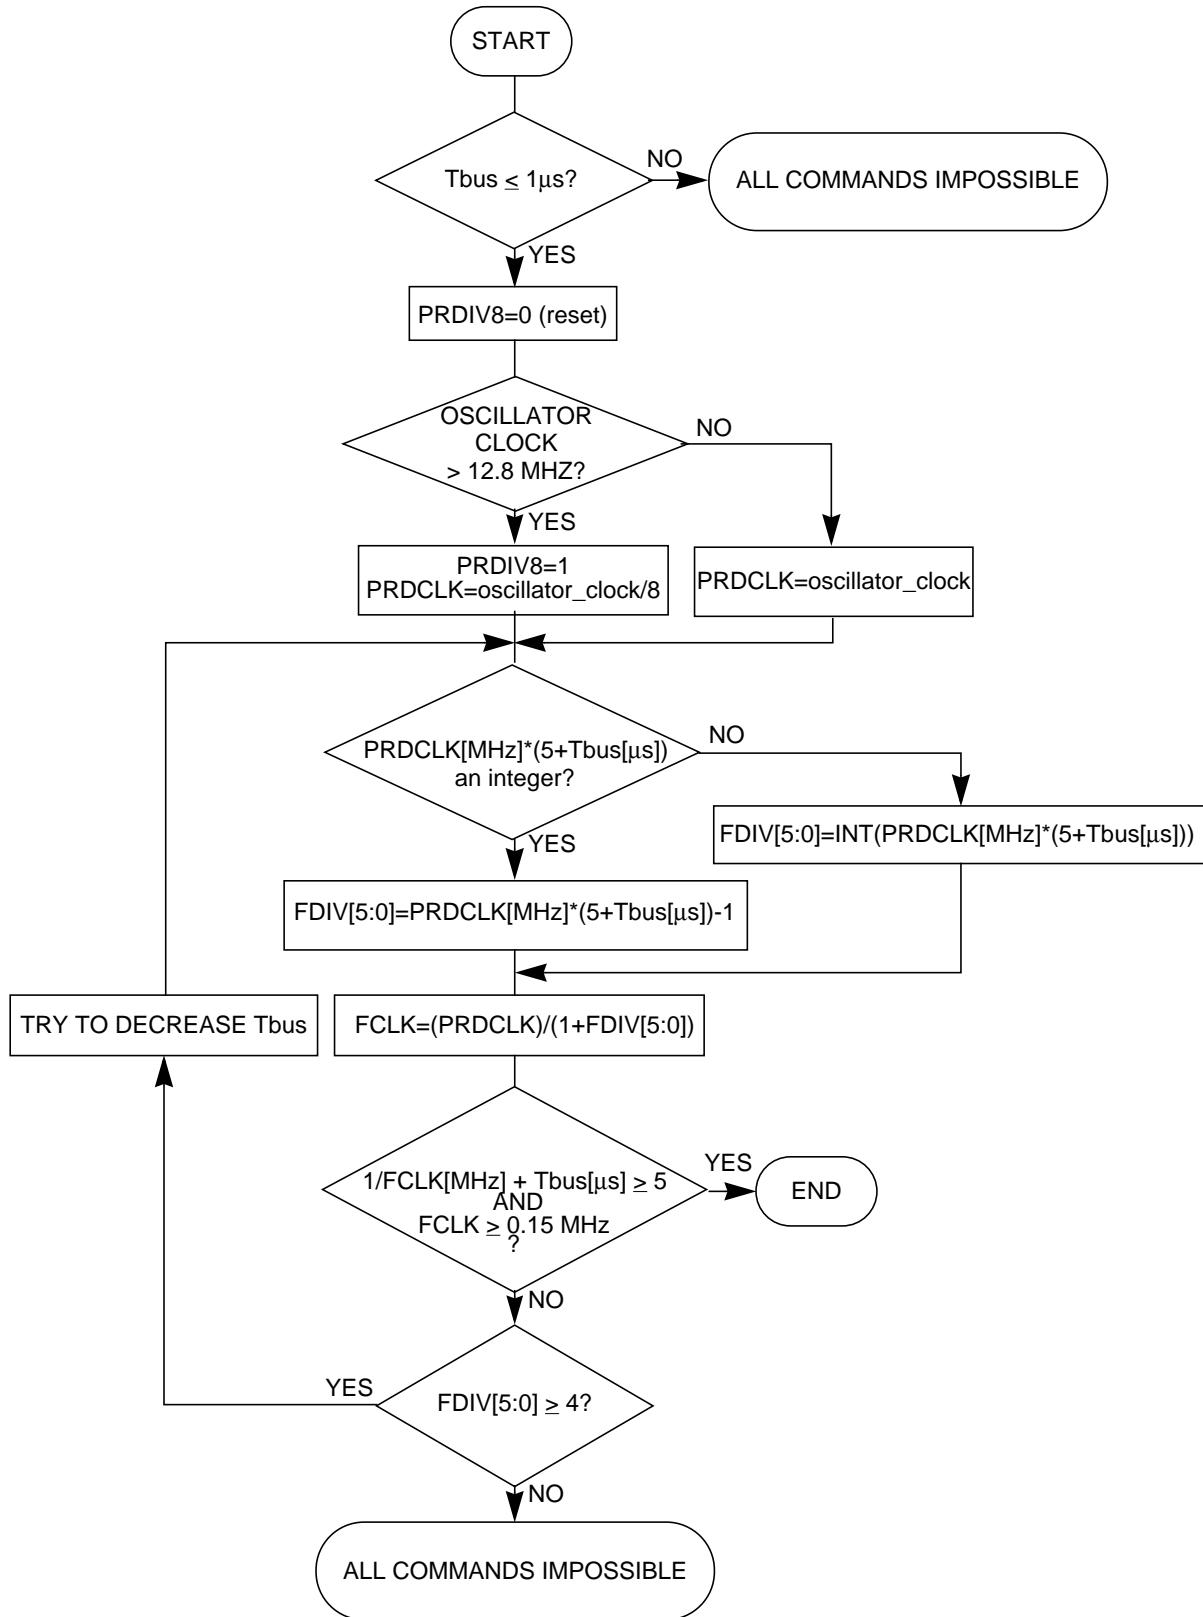 START
Tbus ≤ 1μs?
NO
ALL COMMANDS IMPOSSIBLE
YES
PRDIV8=0 (reset)
OSCILLATOR
CLOCK
> 12.8 MHZ?
NO
YES
PRDIV8=1
PRDCLK=oscillator_clock/8
PRDCLK=oscillator_clock
PRDCLK[MHz]*(5+Tbus[μs])
an integer?
NO
YES
FDIV[5:0]=INT(PRDCLK[MHz]*(5+Tbus[μs]))
FDIV[5:0]=PRDCLK[MHz]*(5+Tbus[μs])-1
TRY TO DECREASE Tbus
FCLK=(PRDCLK)/(1+FDIV[5:0])
1/FCLK[MHz] + Tbus[μs] ≥ 5
AND
FCLK ≥ 0.15 MHz
?
YES
END
NO
FDIV[5:0] ≥ 4?
YES
NO
ALL COMMANDS IMPOSSIBLE